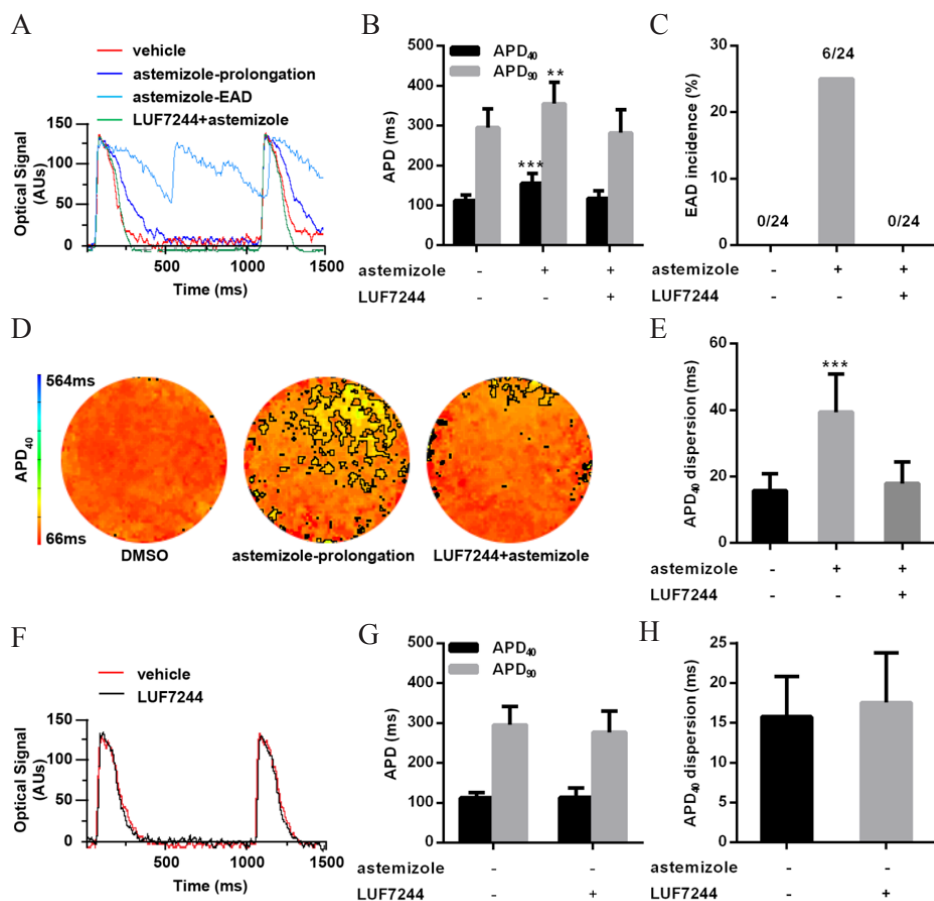 A
vehicle
astemizole-prolongation
astemizole-EAD
LUF7244+astemizole
Optical Signal
(AUs)
150
100
50
0
500
1000
1500
Time (ms)
B
APD40
APD90
APD (ms)
500
400
300
200
100
0
***
**
astemizole - + +
LUF7244 - - +
C
EAD incidence (%)
30
20
10
0
0/24
6/24
0/24
astemizole - + +
LUF7244 - - +
D
564ms
APD40
66ms
DMSO
astemizole-prolongation
LUF7244+astemizole
E
APD40 dispersion (ms)
60
40
20
0
***
astemizole - + +
LUF7244 - - +
F
vehicle
LUF7244
Optical Signal
(AUs)
150
100
50
0
500
1000
1500
Time (ms)
G
APD40
APD90
APD (ms)
500
400
300
200
100
0
astemizole - -
LUF7244 - +
H
APD40 dispersion (ms)
25
20
15
10
5
0
astemizole - -
LUF7244 - +